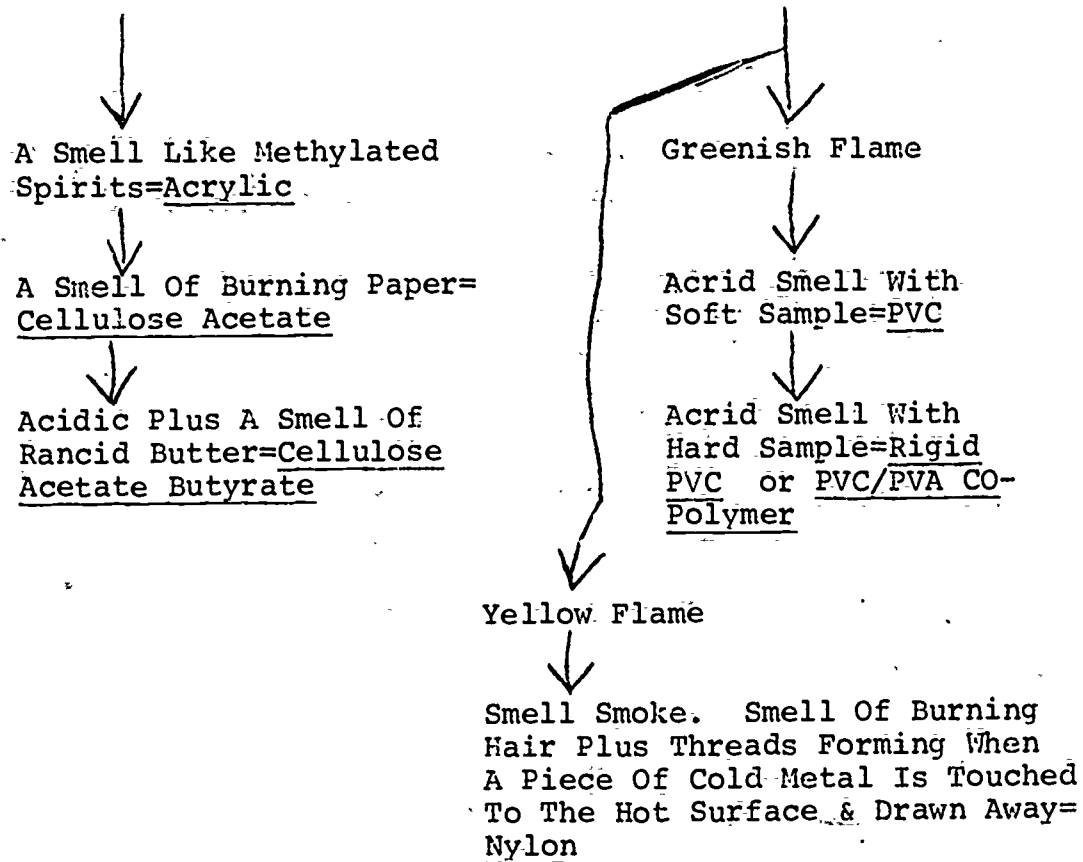 A Smell Like Methylated
Spirits=Acrylic
A Smell Of Burning Paper=
Cellulose Acetate
Acidic Plus A Smell Of
Rancid Butter=Cellulose
Acetate Butyrate
Greenish Flame
Acrid Smell With
Soft Sample=PVC
Acrid Smell With
Hard Sample=Rigid
PVC or PVC/PVA CO-
Polymer
Yellow Flame
Smell Smoke. Smell Of Burning
Hair Plus Threads Forming When
A Piece Of Cold Metal Is Touched
To The Hot Surface & Drawn Away=
Nylon